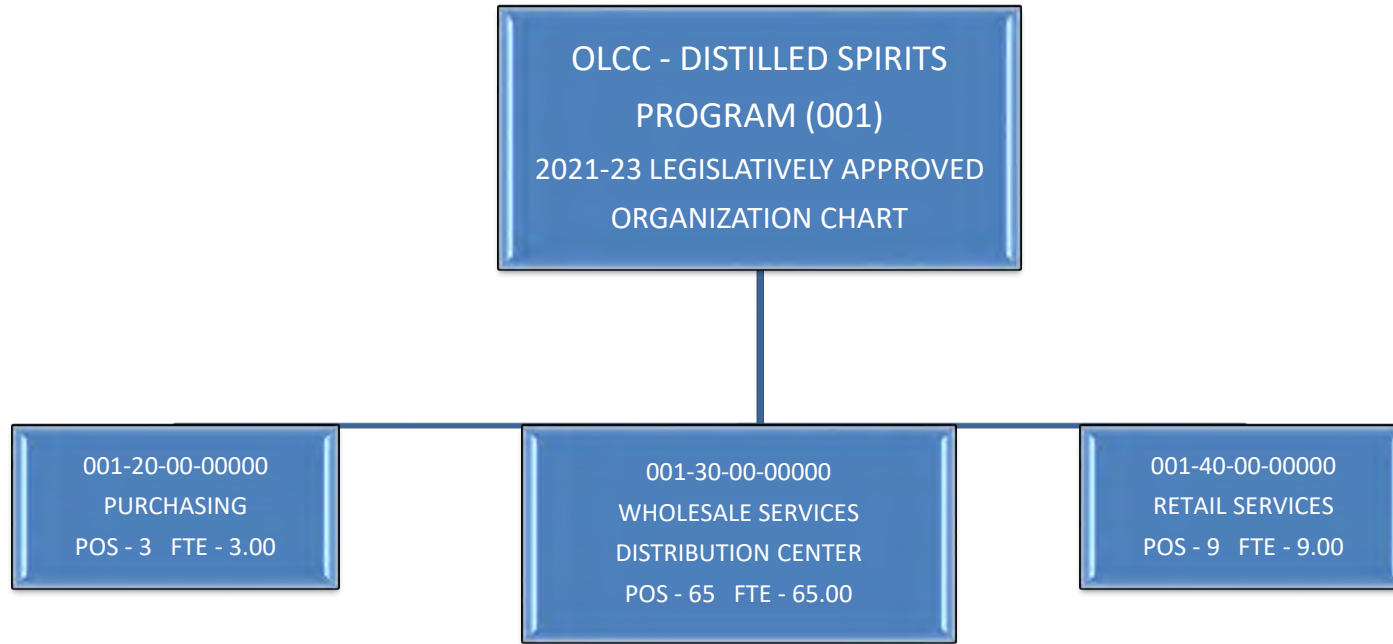 OLCC - DISTILLED SPIRITS
PROGRAM (001)
2021-23 LEGISLATIVELY APPROVED
ORGANIZATION CHART
001-20-00-00000
PURCHASING
POS - 3 FTE - 3.00
001-30-00-00000
WHOLESALE SERVICES
DISTRIBUTION CENTER
POS - 65 FTE - 65.00
001-40-00-00000
RETAIL SERVICES
POS - 9 FTE - 9.00